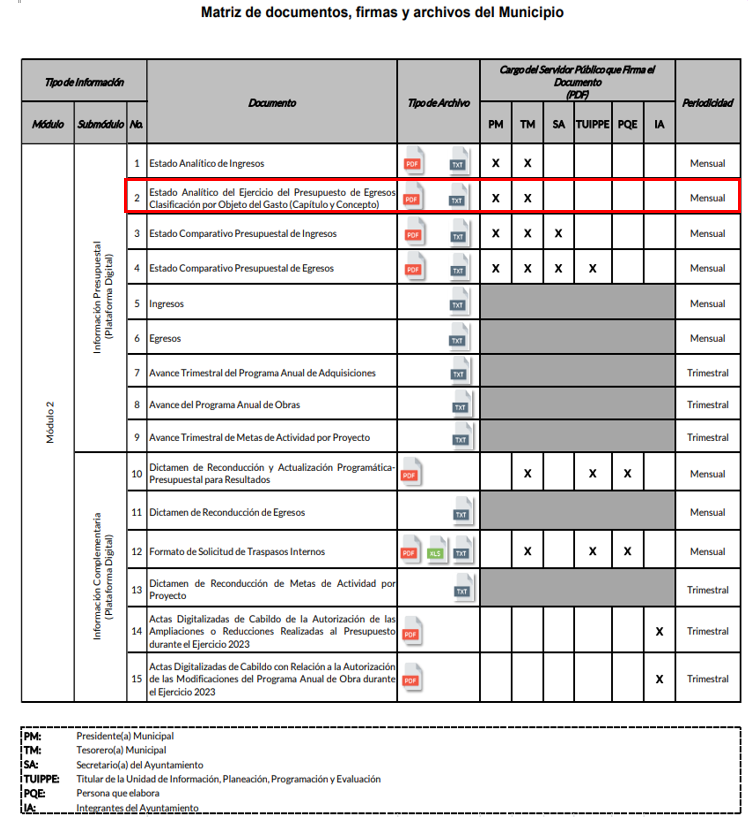 Matriz de documentos, firmas y archivos del Municipio
Tipo de Información
Documento
Tipo de Archivo
Cargo del Servidor Público que Firma el
Documento
(PDF)
Periodicidad
Módulo
Submódulo
No.
PM
TM
SA
TUIPPE
PQE
IA
Módulo 2
Información Presupuestal
(Plataforma Digital)
1 Estado Analítico de Ingresos PDF TXT X X Mensual
2 Estado Analítico del Ejercicio del Presupuesto de Egresos
Clasificación por Objeto del Gasto (Capítulo y Concepto) PDF TXT X X Mensual
3 Estado Comparativo Presupuestal de Ingresos PDF TXT X X X Mensual
4 Estado Comparativo Presupuestal de Egresos PDF TXT X X X X Mensual
5 Ingresos TXT Mensual
6 Egresos TXT Mensual
7 Avance Trimestral del Programa Anual de Adquisiciones TXT Trimestral
8 Avance del Programa Anual de Obras TXT Trimestral
9 Avance Trimestral de Metas de Actividad por Proyecto TXT Trimestral
Información Complementaria
(Plataforma Digital)
10 Dictamen de Reconducción y Actualización Programática-
Presupuestal para Resultados PDF X X X Mensual
11 Dictamen de Reconducción de Egresos TXT Mensual
12 Formato de Solicitud de Traspasos Internos PDF XLS TXT X X X Mensual
13 Dictamen de Reconducción de Metas de Actividad por
Proyecto TXT Trimestral
14 Actas Digitalizadas de Cabildo de la Autorización de las
Ampliaciones o Reducciones Realizadas al Presupuesto
durante el Ejercicio 2023 PDF X Trimestral
15 Actas Digitalizadas de Cabildo con Relación a la Autorización
de las Modificaciones del Programa Anual de Obra durante
el Ejercicio 2023 PDF X Trimestral
PM: Presidente(a) Municipal
TM: Tesorero(a) Municipal
SA: Secretario(a) del Ayuntamiento
TUIPPE: Titular de la Unidad de Información, Planeación, Programación y Evaluación
PQE: Persona que elabora
IA: Integrantes del Ayuntamiento